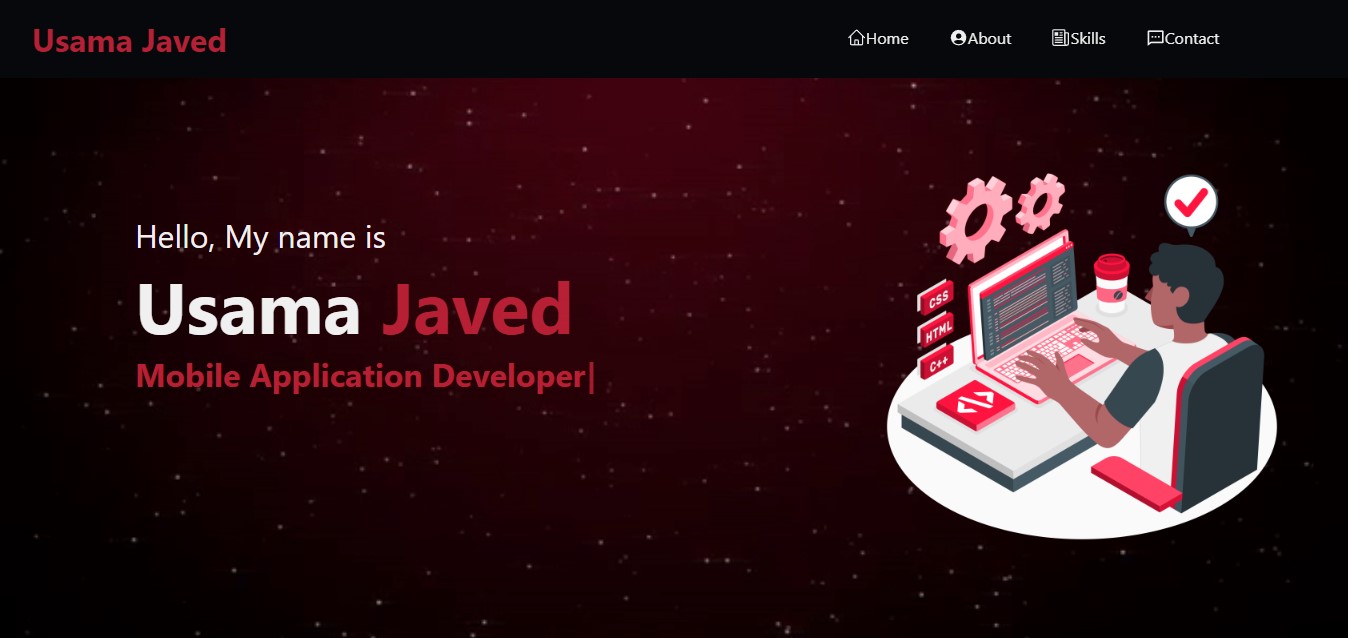 Usama Javed
Home About Skills Contact
Hello, My name is
Usama Javed
Mobile Application Developer|
CSS
HTML
C++